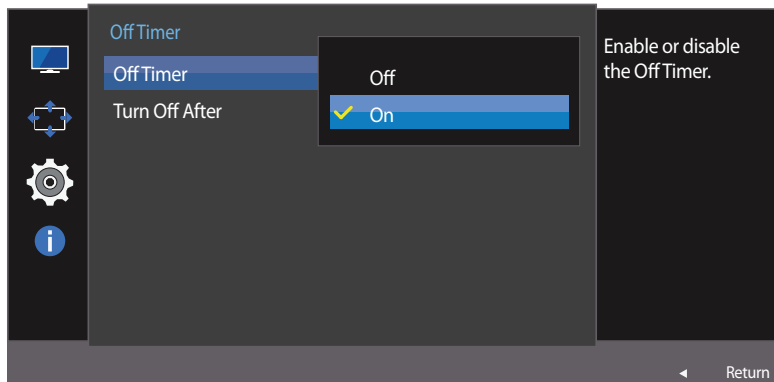 Off Timer
Off Timer
Off
Enable or disable
the Off Timer.
Turn Off After
On
Return